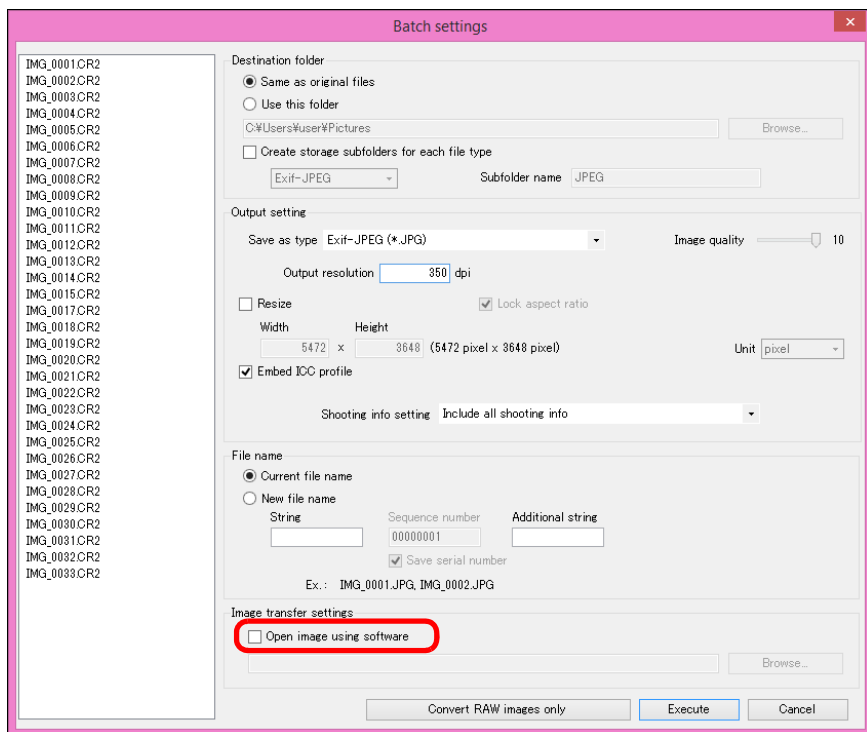 Batch settings
IMG_0001.CR2
IMG_0002.CR2
IMG_0003.CR2
IMG_0004.CR2
IMG_0005.CR2
IMG_0006.CR2
IMG_0007.CR2
IMG_0008.CR2
IMG_0009.CR2
IMG_0010.CR2
IMG_0011.CR2
IMG_0012.CR2
IMG_0013.CR2
IMG_0014.CR2
IMG_0015.CR2
IMG_0017.CR2
IMG_0018.CR2
IMG_0019.CR2
IMG_0020.CR2
IMG_0021.CR2
IMG_0022.CR2
IMG_0023.CR2
IMG_0024.CR2
IMG_0025.CR2
IMG_0026.CR2
IMG_0027.CR2
IMG_0028.CR2
IMG_0029.CR2
IMG_0030.CR2
IMG_0031.CR2
IMG_0032.CR2
IMG_0033.CR2
Destination folder
Same as original files
Use this folder
C:¥Users¥user¥Pictures Browse...
Create storage subfolders for each file type
Exif-JPEG Subfolder name JPEG
Output setting
Save as type Exif-JPEG (*.JPG) Image quality 10
Output resolution 350 dpi
Resize Lock aspect ratio
Width Height
5472 x 3648 (5472 pixel x 3648 pixel) Unit pixel
Embed ICC profile
Shooting info setting Include all shooting info
File name
Current file name
New file name
String Sequence number Additional string
00000001
Save serial number
Ex.: IMG_0001.JPG, IMG_0002.JPG
Image transfer settings
Open image using software
Browse...
Convert RAW images only Execute Cancel